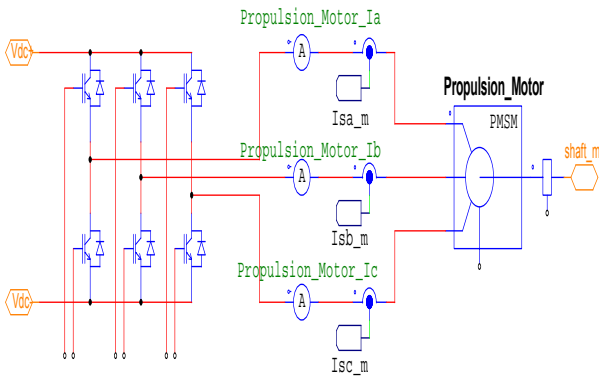 Propulsion_Motor_Ia
Vdc+
A
Isa_m
Propulsion_Motor
PMSM
shaft_m
Propulsion_Motor_Ib
A
Isb_m
Propulsion_Motor_Ic
Vdc-
A
Isc_m